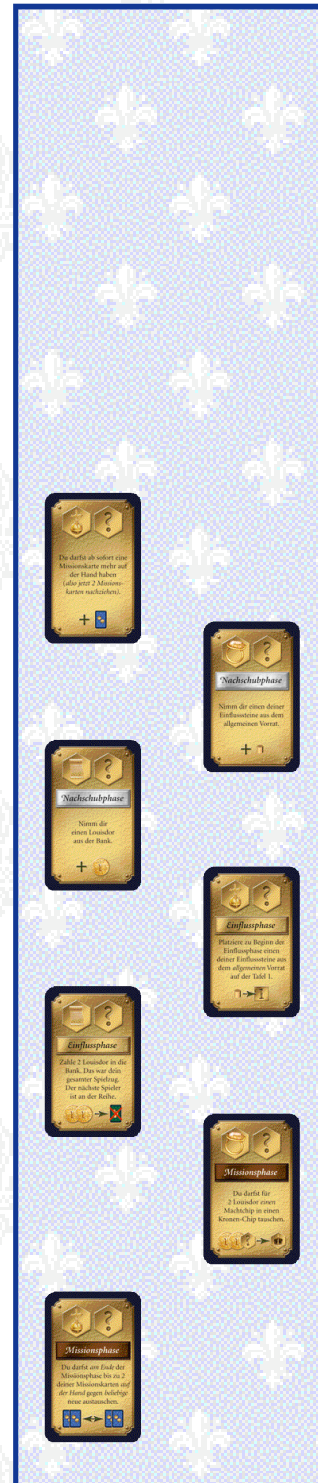 Du darfst ab sofort eine
Missionskarte mehr auf
der Hand haben
(also jetzt 2 Missions-
karten nachziehen).
+
Nachschubphase
Nimm dir einen deiner
Einflusssteine aus dem
allgemeinen Vorrat.
+
Nachschubphase
Nimm dir
einen Louisdor
aus der Bank.
+
Einflussphase
Platziere zu Beginn der
Einflussphase einen
deiner Einflusssteine aus
dem allgemeinen Vorrat
auf der Tafel 1.
Einflussphase
Zahle 2 Louisdor in die
Bank. Das war dein
gesamter Spielzug.
Der nächste Spieler
ist an der Reihe.
Missionsphase
Du darfst für
2 Louisdor einen
Machtchip in einen
Kronen-Chip tauschen.
Missionsphase
Du darfst am Ende der
Missionsphase bis zu 2
deiner Missionskarten auf
der Hand gegen beliebige
neue austauschen.